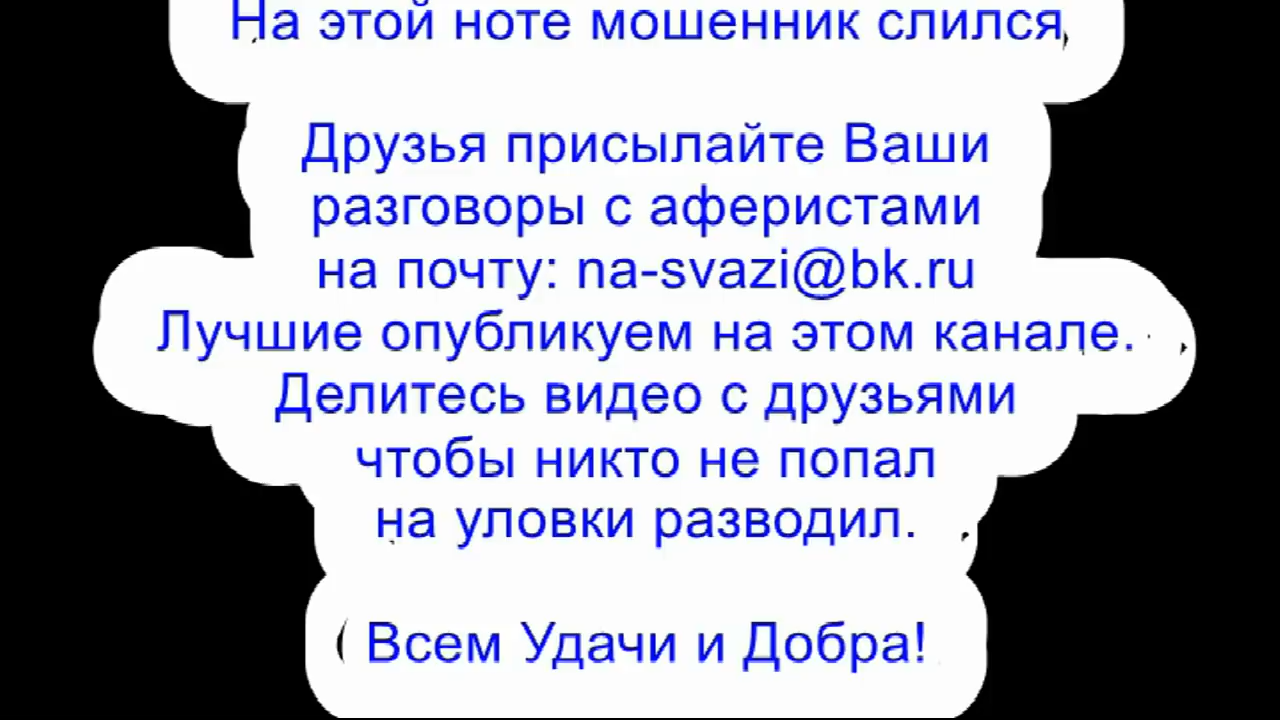 На этой ноте мошенник слился
Друзья присылайте Ваши
разговоры с аферистами
на почту: na-svazi@bk.ru
Лучшие опубликуем на этом канале.
Делитесь видео с друзьями
чтобы никто не попал
на уловки разводил.
Всем Удачи и Добра!